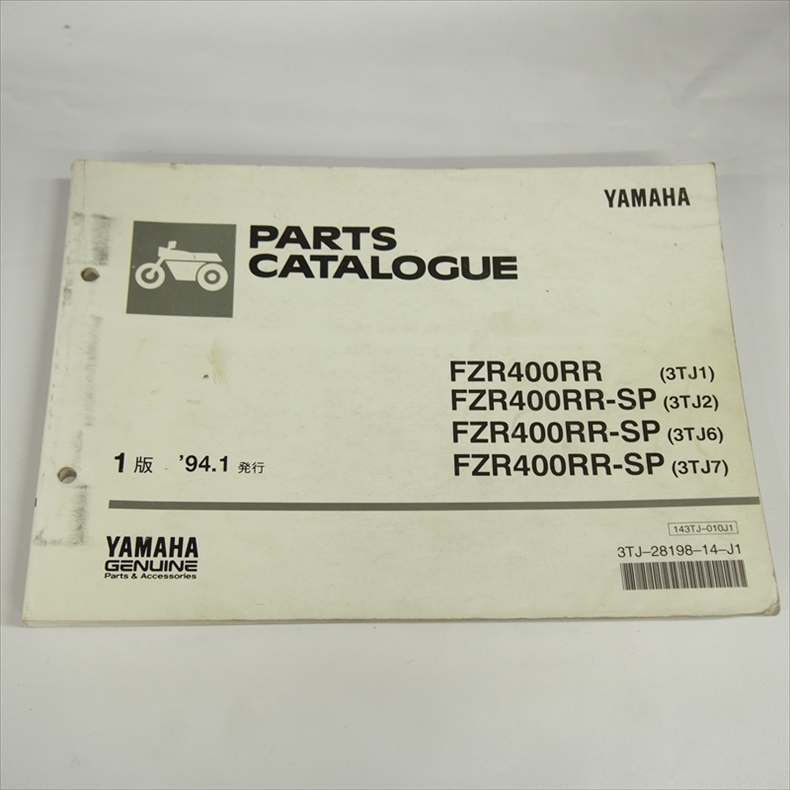 YAMAHA
PARTS
CATALOGUE
FZR400RR (3TJ1)
FZR400RR-SP (3TJ2)
FZR400RR-SP (3TJ6)
FZR400RR-SP (3TJ7)
1版 '94.1 発行
143TJ-010J1
3TJ-28198-14-J1
YAMAHA
GENUINE
Parts & Accessories